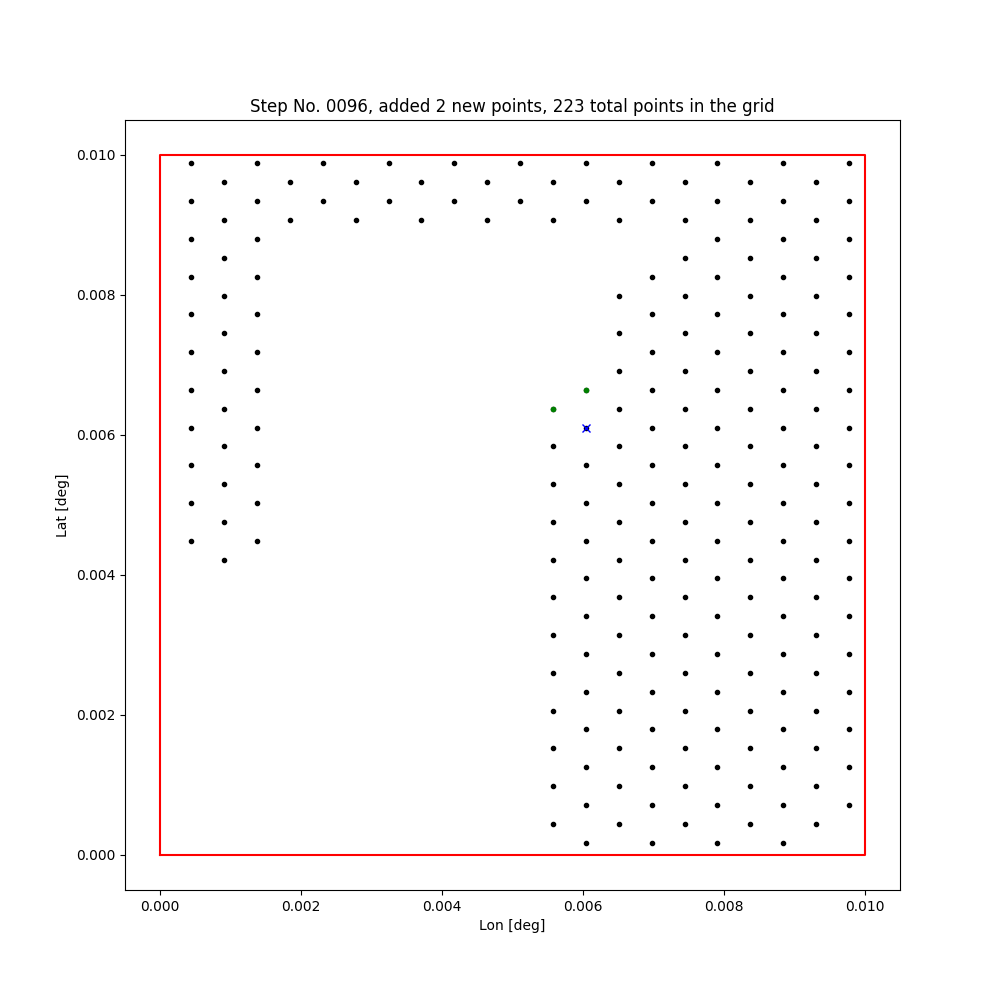 Step No. 0096, added 2 new points, 223 total points in the grid
0.010
0.008
0.006
0.004
0.002
0.000
Lat [deg]
0.000 0.002 0.004 0.006 0.008 0.010
Lon [deg]